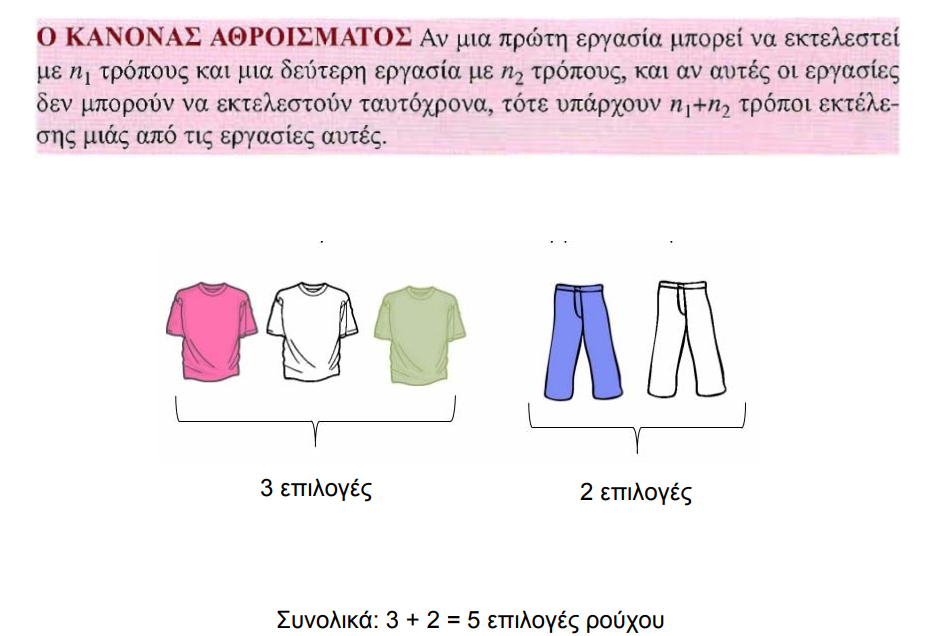 Ο ΚΑΝΟΝΑΣ ΑΘΡΟΙΣΜΑΤΟΣ Αν μια πρώτη εργασία μπορεί να εκτελεστεί
με n₁ τρόπους και μια δεύτερη εργασία με n₂ τρόπους, και αν αυτές οι εργασίες
δεν μπορούν να εκτελεστούν ταυτόχρονα, τότε υπάρχουν n₁+n₂ τρόποι εκτέλε-
σης μιάς από τις εργασίες αυτές.
3 επιλογές
2 επιλογές
Συνολικά: 3 + 2 = 5 επιλογές ρούχου